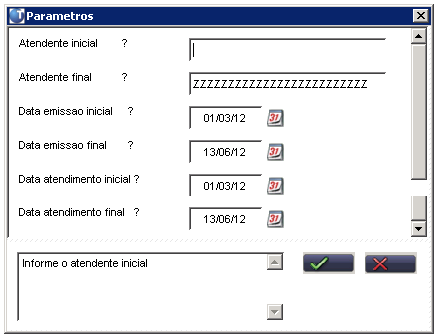 Parametros
Atendente inicial ?
Atendente final ? ZZZZZZZZZZZZZZZZZZZZZZZZZ
Data emissao inicial ? 01/03/12 31
Data emissao final ? 13/06/12 31
Data atendimento inicial ? 01/03/12 31
Data atendimento final ? 13/06/12 31
Informe o atendente inicial